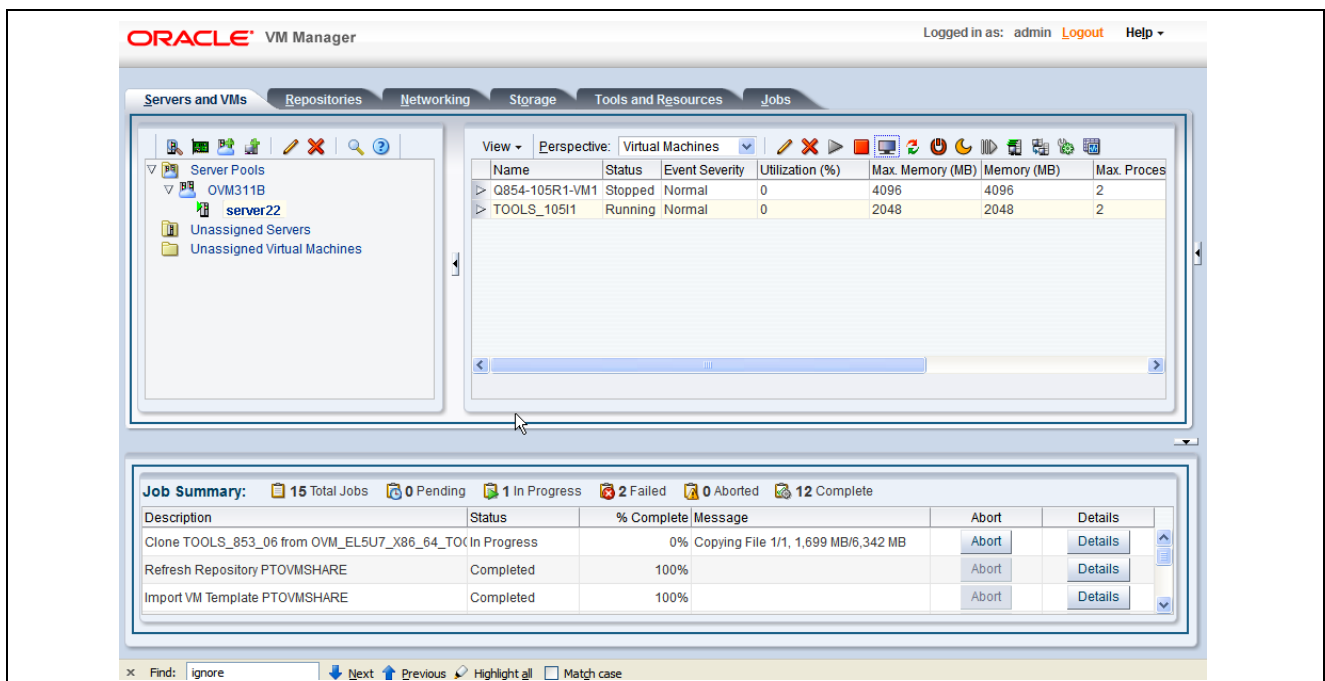 ORACLE VM Manager
Logged in as: admin Logout Help
Servers and VMs Repositories Networking Storage Tools and Resources Jobs
View Perspective: Virtual Machines
Server Pools
OVM311B
server22
Unassigned Servers
Unassigned Virtual Machines
Name Status Event Severity Utilization (%) Max. Memory (MB) Memory (MB) Max. Proces
Q854-105R1-VM1 Stopped Normal 0 4096 4096 2
TOOLS_105I1 Running Normal 0 2048 2048 2
Job Summary: 15 Total Jobs 0 Pending 1 In Progress 2 Failed 0 Aborted 12 Complete
Description Status % Complete Message Abort Details
Clone TOOLS_853_06 from OVM_EL5U7_X86_64_TOO In Progress 0% Copying File 1/1, 1,699 MB/6,342 MB Abort Details
Refresh Repository PTOVMSHARE Completed 100% Abort Details
Import VM Template PTOVMSHARE Completed 100% Abort Details
× Find: ignore Next Previous Highlight all Match case